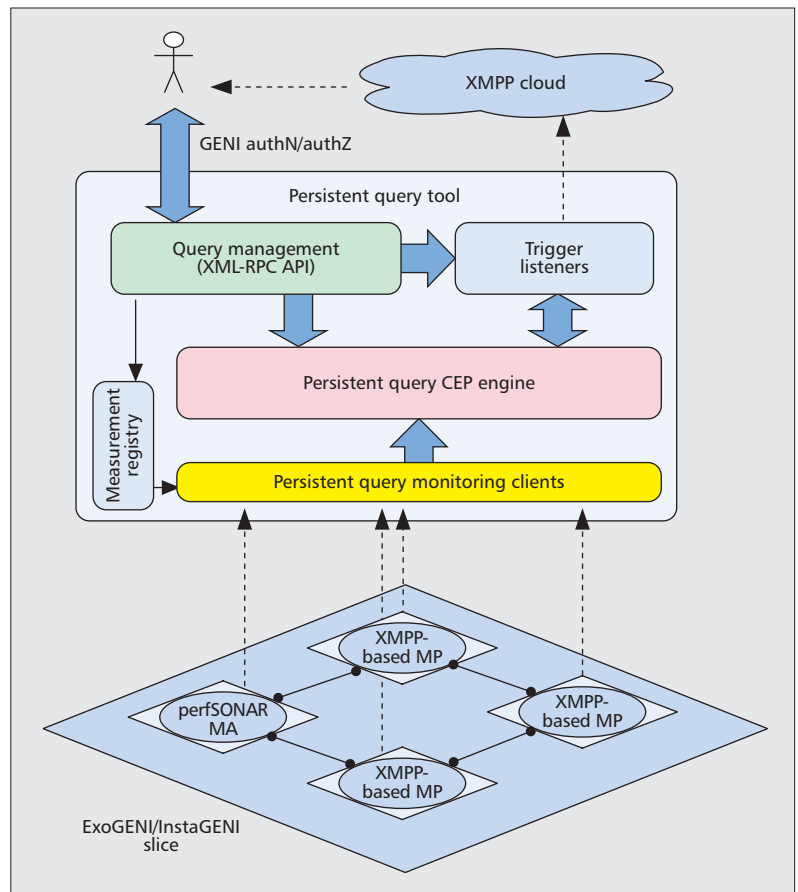 XMPP cloud
GENI authN/authZ
Persistent query tool
Query management
(XML-RPC API)
Trigger
listeners
Persistent query CEP engine
Measurement
registry
Persistent query monitoring clients
XMPP-
based MP
perfSONAR
MA
XMPP-
based MP
XMPP-
based MP
ExoGENI/InstaGENI
slice